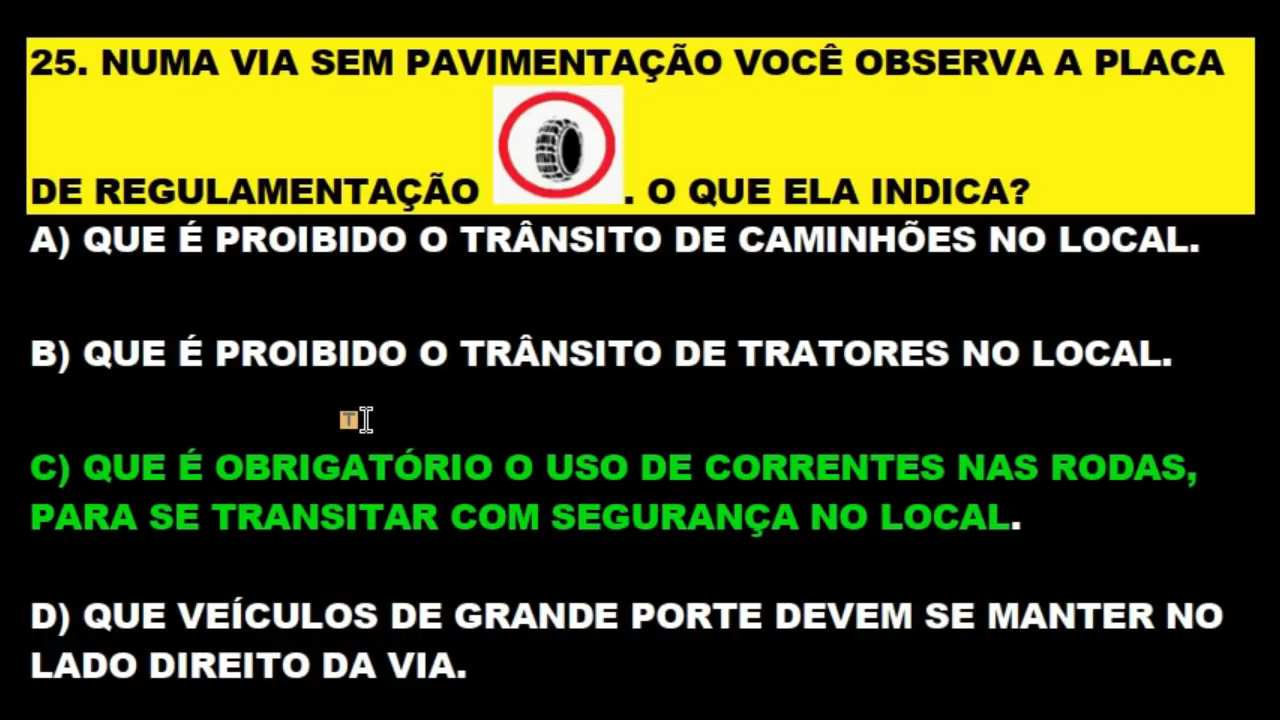 25. NUMA VIA SEM PAVIMENTAÇÃO VOCÊ OBSERVA A PLACA
DE REGULAMENTAÇÃO . O QUE ELA INDICA?
A) QUE É PROIBIDO O TRÂNSITO DE CAMINHÕES NO LOCAL.
B) QUE É PROIBIDO O TRÂNSITO DE TRATORES NO LOCAL.
T
C) QUE É OBRIGATÓRIO O USO DE CORRENTES NAS RODAS,
PARA SE TRANSITAR COM SEGURANÇA NO LOCAL.
D) QUE VEÍCULOS DE GRANDE PORTE DEVEM SE MANTER NO
LADO DIREITO DA VIA.